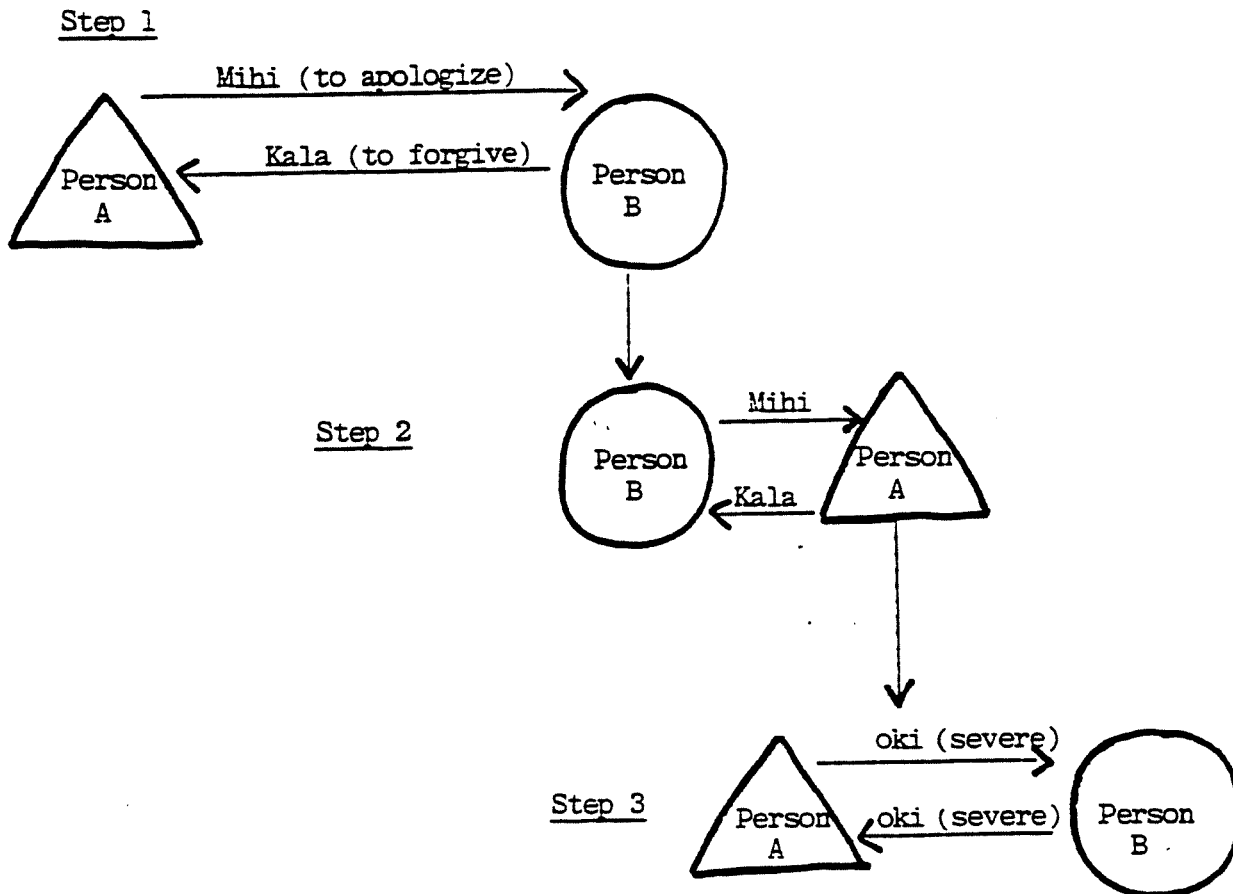 Step 1
Mihi (to apologize)
Kala (to forgive)
Person
A
Person
B
Step 2
Mihi
Kala
Person
B
Person
A
Step 3
oki (severe)
oki (severe)
Person
A
Person
B